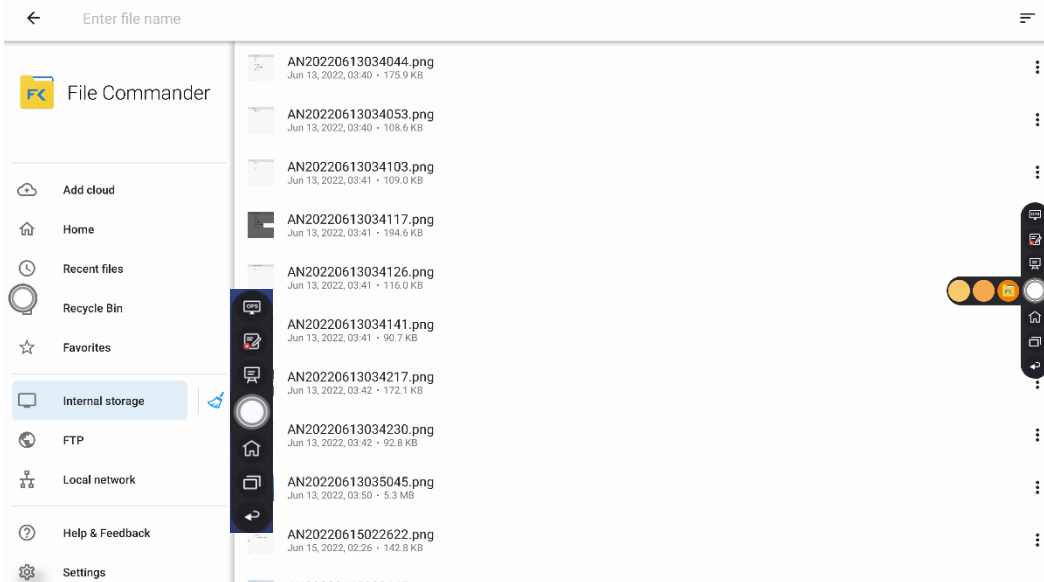 Enter file name
FC
File Commander
Add cloud
Home
Recent files
Recycle Bin
Favorites
Internal storage
FTP
Local network
Help & Feedback
Settings
AN20220613034044.png
Jun 13, 2022, 03:40 • 175.9 KB
AN20220613034053.png
Jun 13, 2022, 03:40 • 108.6 KB
AN20220613034103.png
Jun 13, 2022, 03:41 • 109.0 KB
AN20220613034117.png
Jun 13, 2022, 03:41 • 194.6 KB
AN20220613034126.png
Jun 13, 2022, 03:41 • 116.0 KB
AN20220613034141.png
Jun 13, 2022, 03:41 • 90.7 KB
AN20220613034217.png
Jun 13, 2022, 03:42 • 172.1 KB
AN20220613034230.png
Jun 13, 2022, 03:42 • 92.8 KB
AN20220613035045.png
Jun 13, 2022, 03:50 • 5.3 MB
AN20220615022622.png
Jun 15, 2022, 02:26 • 142.8 KB
OPS
OPS
FC